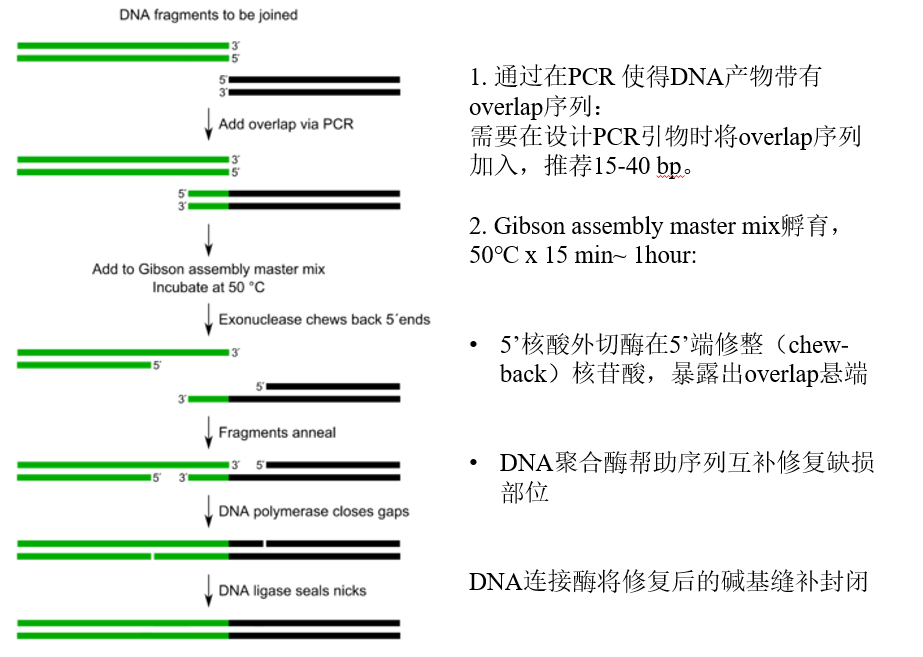 DNA fragments to be joined
3´
5´
5´
3´
Add overlap via PCR
3´
5´
5´
3´
Add to Gibson assembly master mix
Incubate at 50 °C
Exonuclease chews back 5´ends
3´
5´
5´
3´
Fragments anneal
3´ 5´
5´ 3´
DNA polymerase closes gaps
DNA ligase seals nicks
1. 通过在PCR 使得DNA产物带有
overlap序列：
需要在设计PCR引物时将overlap序列
加入，推荐15-40 bp。
2. Gibson assembly master mix孵育，
50℃ x 15 min~ 1hour:
• 5’核酸外切酶在5’端修整（chew-
back）核苷酸，暴露出overlap悬端
• DNA聚合酶帮助序列互补修复缺损
部位
DNA连接酶将修复后的碱基缝补封闭